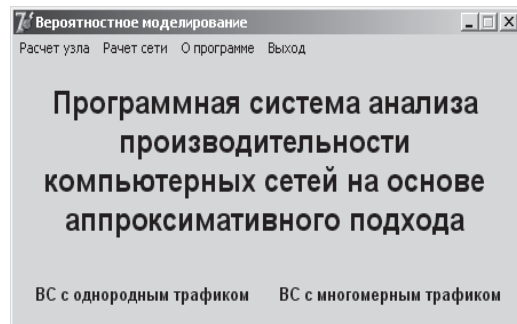 Вероятностное моделирование
Расчет узла Рачет сети О программе Выход
Программная система анализа
производительности
компьютерных сетей на основе
аппроксимативного подхода
ВС с однородным трафиком ВС с многомерным трафиком